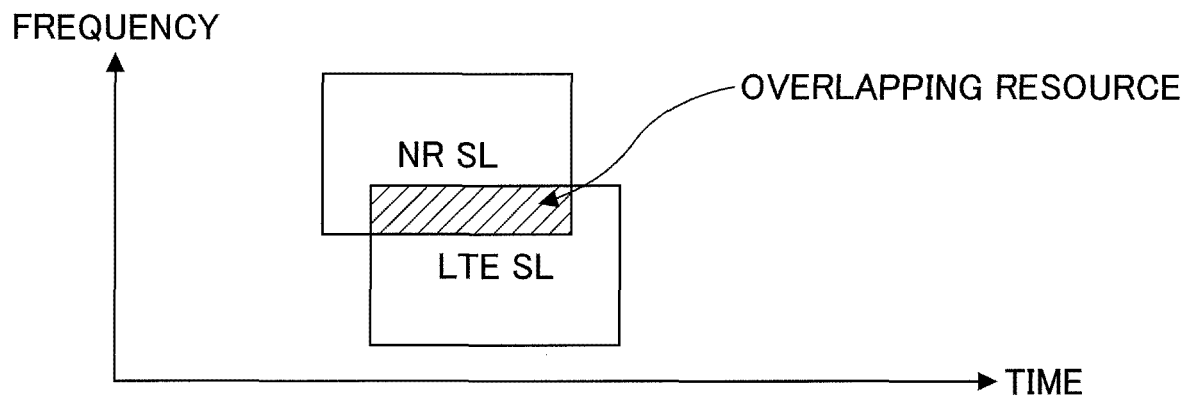 FREQUENCY
OVERLAPPING RESOURCE
NR SL
LTE SL
TIME